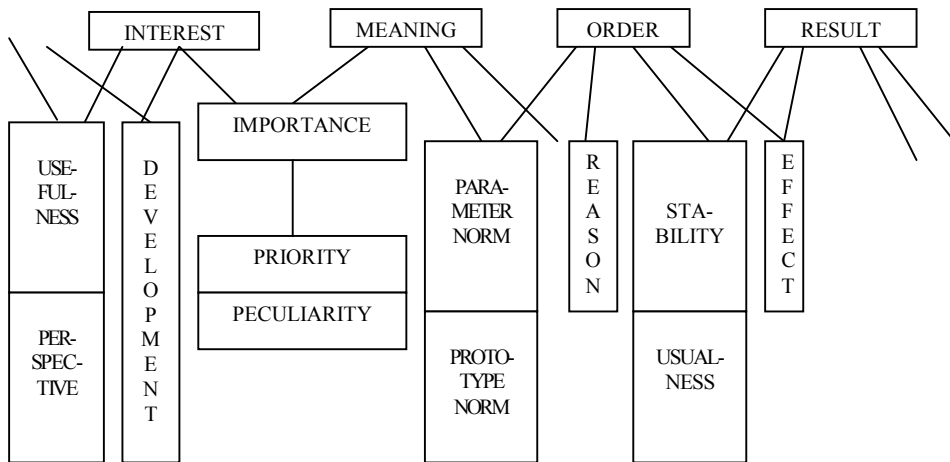 INTEREST
MEANING
ORDER
RESULT
USE-
FUL-
NESS
PER-
SPEC-
TIVE
D
E
V
E
L
O
P
M
E
N
T
IMPORTANCE
PRIORITY
PECULIARITY
PARA-
METER
NORM
PROTO-
TYPE
NORM
R
E
A
S
O
N
STA-
BILITY
USUAL-
NESS
E
F
F
E
C
T